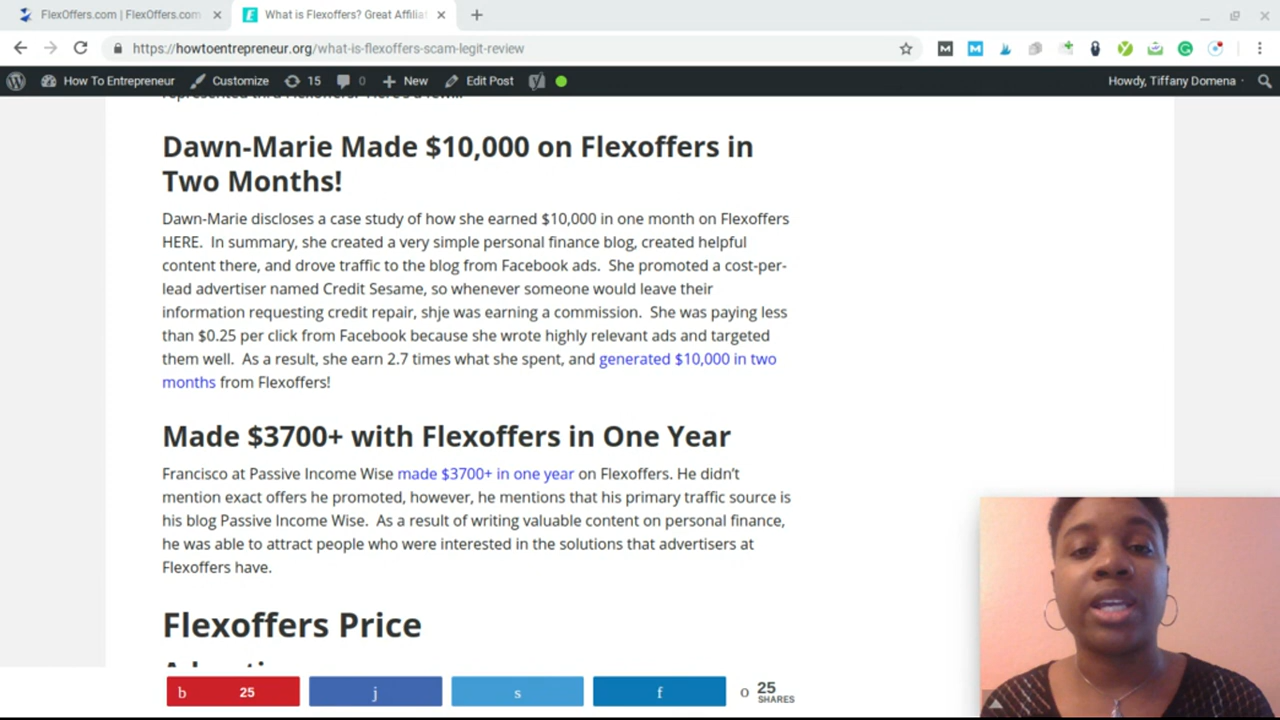 FlexOffers.com | FlexOffers.com
What is Flexoffers? Great Affiliat
https://howtoentrepreneur.org/what-is-flexoffers-scam-legit-review
How To Entrepreneur Customize 15 0 New Edit Post Howdy, Tiffany Domena
Dawn-Marie Made $10,000 on Flexoffers in
Two Months!
Dawn-Marie discloses a case study of how she earned $10,000 in one month on Flexoffers
HERE. In summary, she created a very simple personal finance blog, created helpful
content there, and drove traffic to the blog from Facebook ads. She promoted a cost-per-
lead advertiser named Credit Sesame, so whenever someone would leave their
information requesting credit repair, shje was earning a commission. She was paying less
than $0.25 per click from Facebook because she wrote highly relevant ads and targeted
them well. As a result, she earn 2.7 times what she spent, and generated $10,000 in two
months from Flexoffers!
Made $3700+ with Flexoffers in One Year
Francisco at Passive Income Wise made $3700+ in one year on Flexoffers. He didn't
mention exact offers he promoted, however, he mentions that his primary traffic source is
his blog Passive Income Wise. As a result of writing valuable content on personal finance,
he was able to attract people who were interested in the solutions that advertisers at
Flexoffers have.
Flexoffers Price
b 25 j s f o 25
SHARES